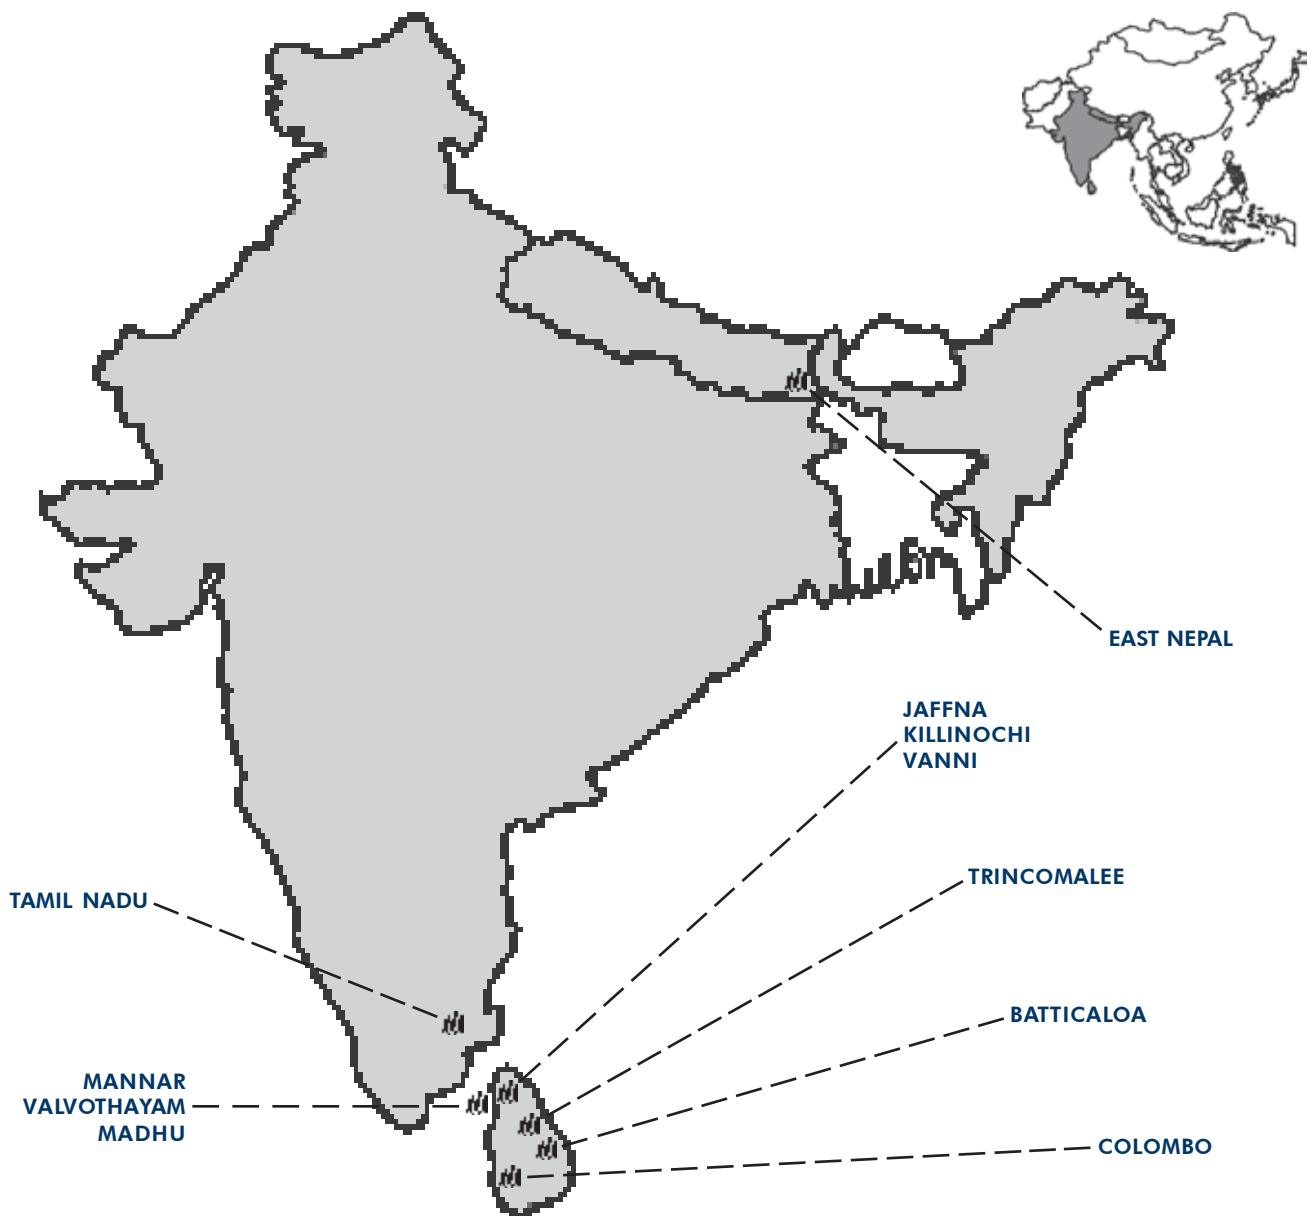 EAST NEPAL
JAFFNA
KILLINOCHI
VANNI
TRINCOMALEE
TAMIL NADU
BATTICALOA
MANNAR
VALVOTHAYAM
MADHU
COLOMBO